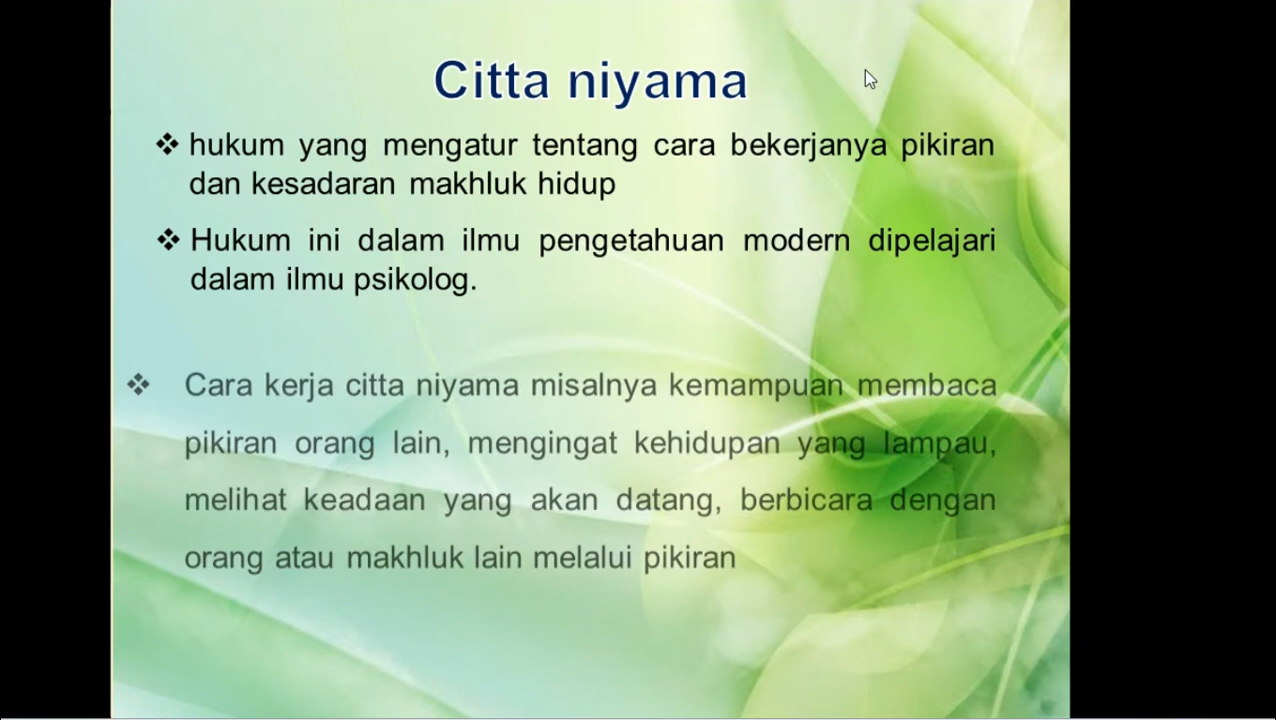 Citta niyama
❖ hukum yang mengatur tentang cara bekerjanya pikiran
dan kesadaran makhluk hidup
❖ Hukum ini dalam ilmu pengetahuan modern dipelajari
dalam ilmu psikolog.
❖ Cara kerja citta niyama misalnya kemampuan membaca
pikiran orang lain, mengingat kehidupan yang lampau,
melihat keadaan yang akan datang, berbicara dengan
orang atau makhluk lain melalui pikiran